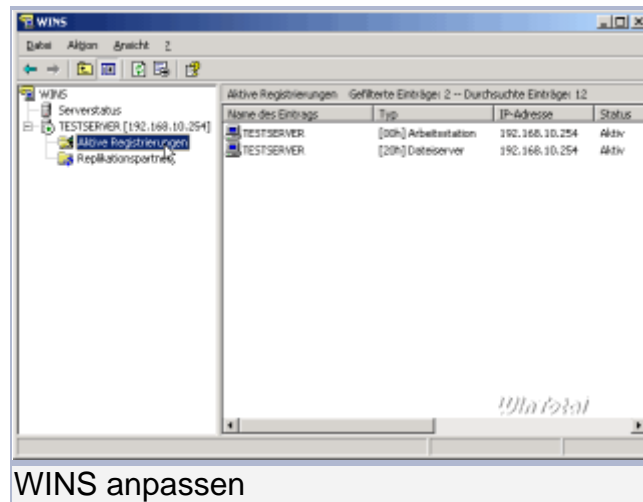 WINS
Datei Aktion Ansicht ?
WINS
Serverstatus
TESTSERVER [192.168.10.254]
Aktive Registrierungen
Replikationspartner
Aktive Registrierungen Gefilterte Einträge: 2 -- Durchsuchte Einträge: 12
Name des Eintrags Typ IP-Adresse Status
TESTSERVER [00h] Arbeitsstation 192.168.10.254 Aktiv
TESTSERVER [20h] Dateiserver 192.168.10.254 Aktiv
WinTotal
WINS anpassen